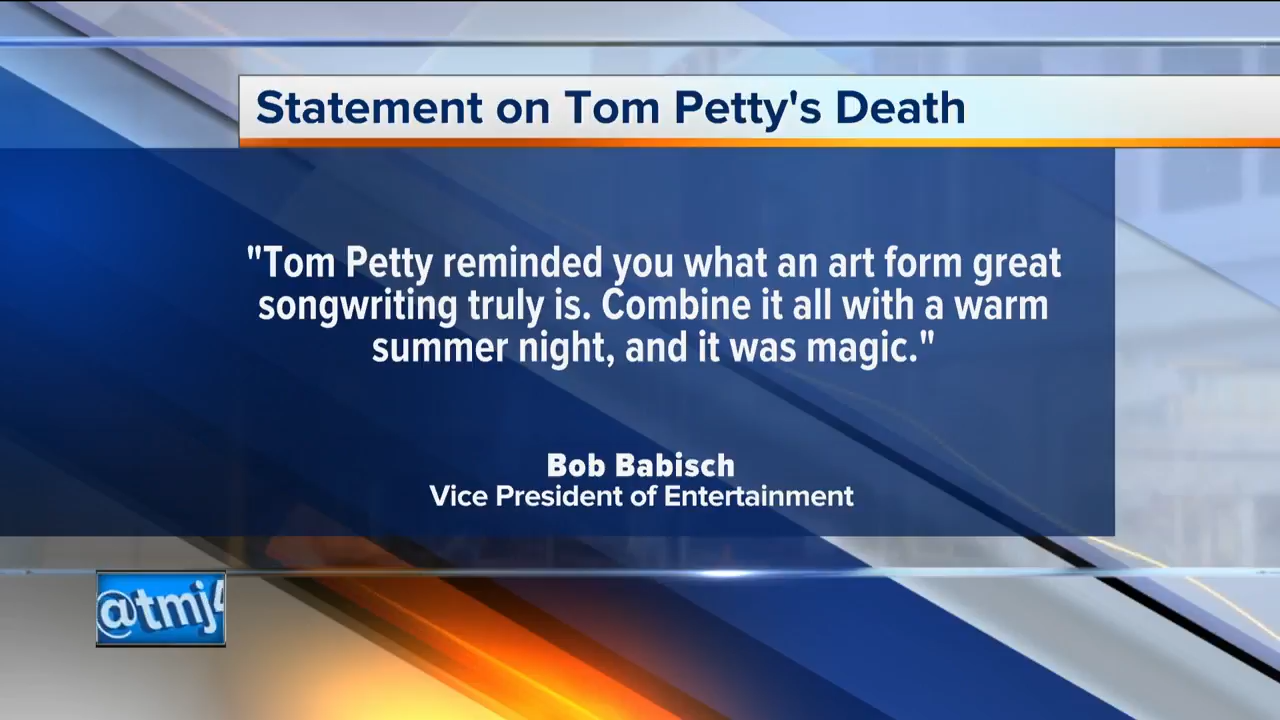 Statement on Tom Petty's Death
"Tom Petty reminded you what an art form great
songwriting truly is. Combine it all with a warm
summer night, and it was magic."
Bob Babisch
Vice President of Entertainment
@tmj4